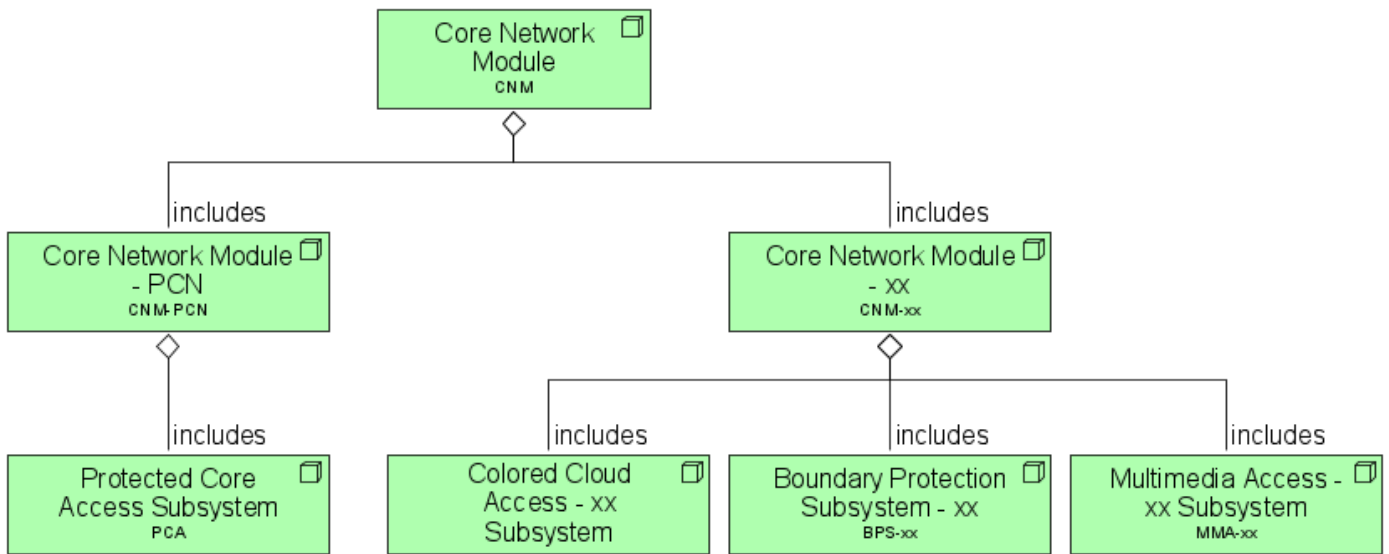 Core Network
Module
CNM
includes
includes
Core Network Module
- PCN
CNM-PCN
Core Network Module
- xx
CNM-xx
includes
includes
includes
includes
Protected Core
Access Subsystem
PCA
Colored Cloud
Access - xx
Subsystem
Boundary Protection
Subsystem - xx
BPS-xx
Multimedia Access -
xx Subsystem
MMA-xx